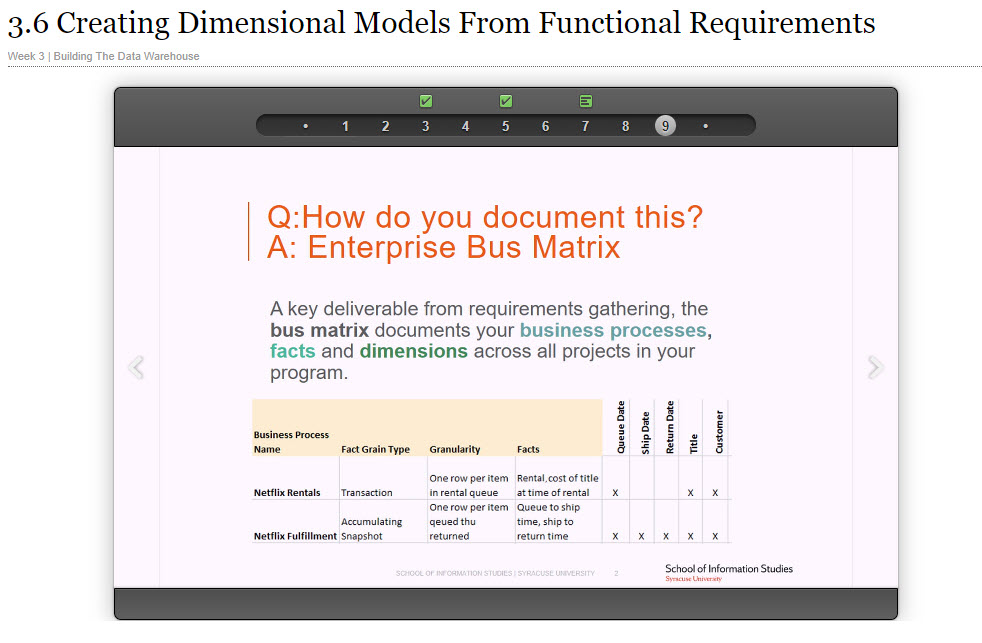 3.6 Creating Dimensional Models From Functional Requirements
Week 3 | Building The Data Warehouse
• 1 2 3 4 5 6 7 8 9 •
Q:How do you document this?
A: Enterprise Bus Matrix
A key deliverable from requirements gathering, the
bus matrix documents your business processes,
facts and dimensions across all projects in your
program.
Queue Date
Ship Date
Return Date
Title
Customer
Business Process
Name Fact Grain Type Granularity Facts
One row per item Rental,cost of title
Netflix Rentals Transaction in rental queue at time of rental X X X
One row per item Queue to ship
Accumulating qeued thu time, ship to
Netflix Fulfillment Snapshot returned return time X X X X X
SCHOOL OF INFORMATION STUDIES | SYRACUSE UNIVERSITY 2
School of Information Studies
Syracuse University